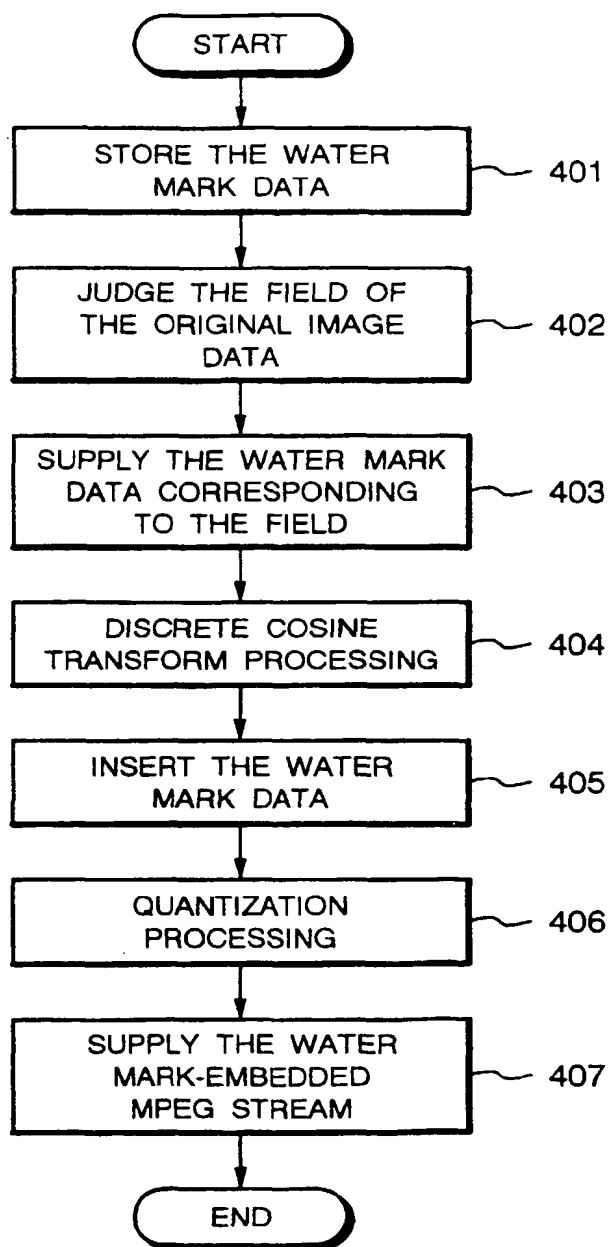 START
STORE THE WATER
MARK DATA
401
JUDGE THE FIELD OF
THE ORIGINAL IMAGE
DATA
402
SUPPLY THE WATER MARK
DATA CORRESPONDING
TO THE FIELD
403
DISCRETE COSINE
TRANSFORM PROCESSING
404
INSERT THE WATER
MARK DATA
405
QUANTIZATION
PROCESSING
406
SUPPLY THE WATER
MARK-EMBEDDED
MPEG STREAM
407
END